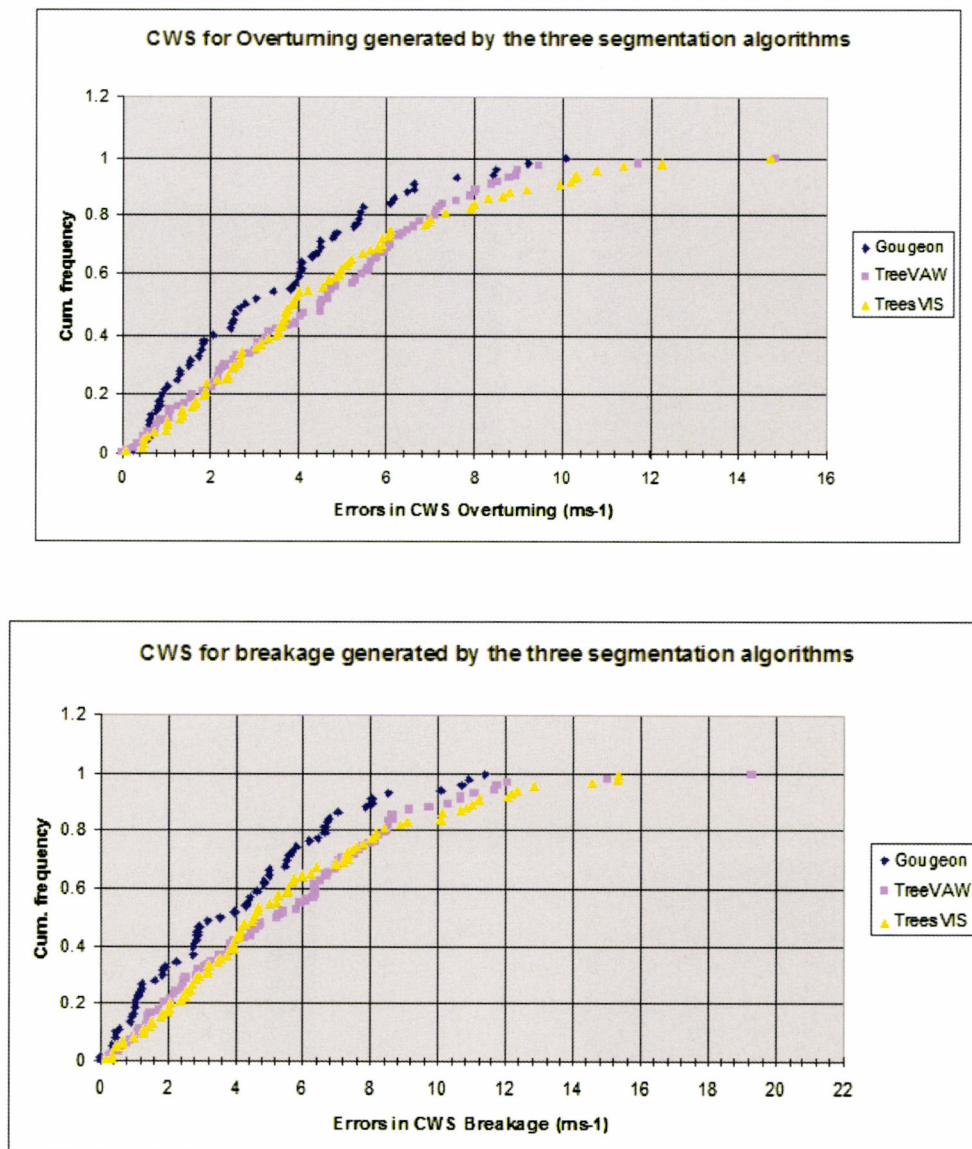 CWS for Overturning generated by the three segmentation algorithms
Cum. frequency
1.2
1
0.8
0.6
0.4
0.2
0
0 2 4 6 8 10 12 14 16
Errors in CWS Overturning (ms-1)
Gougeon
TreeVAW
TreesVIS
CWS for breakage generated by the three segmentation algorithms
Cum. frequency
1.2
1
0.8
0.6
0.4
0.2
0
0 2 4 6 8 10 12 14 16 18 20 22
Errors in CWS Breakage (ms-1)
Gougeon
TreeVAW
TreesVIS